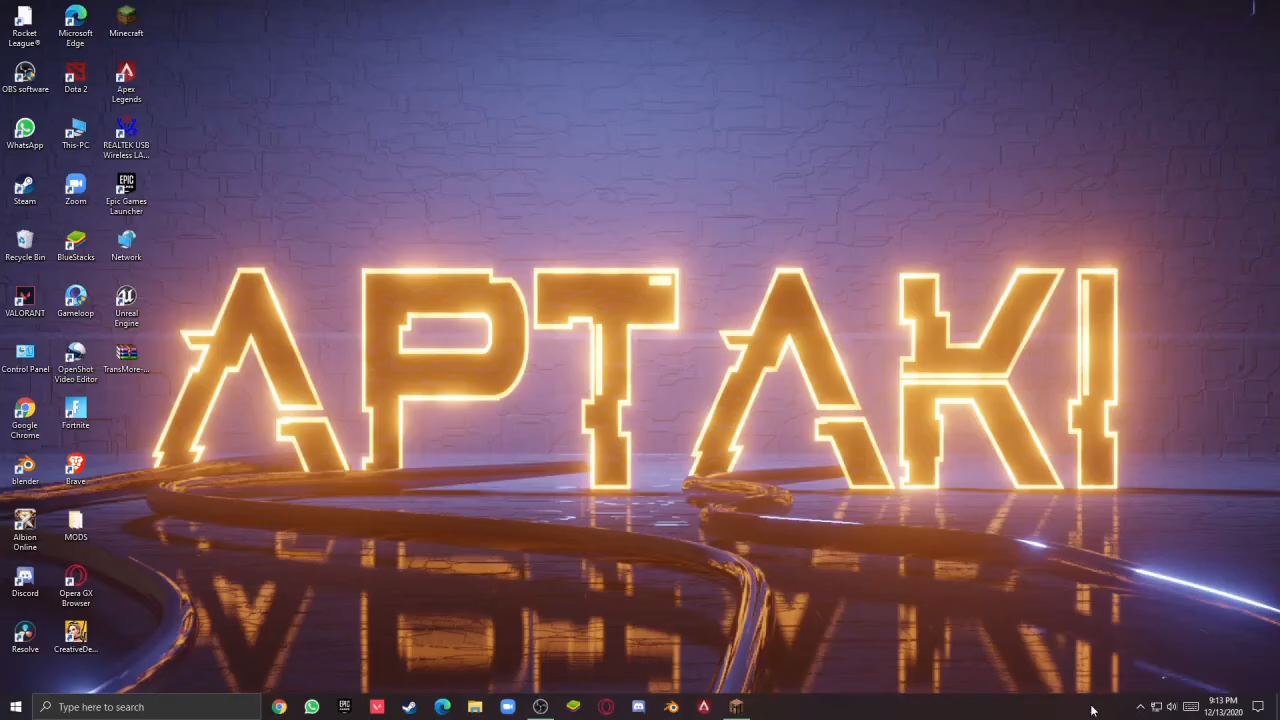 Rocket
League®
Microsoft
Edge
Minecraft
OBS software
Dota 2
Apex
Legends
WhatsApp
This-PC
REALTEK USB
Wireless LA...
Steam
Zoom
EPIC
GAMES
Epic Games
Launcher
Recycle Bin
BlueStacks
Network
VALORANT
Gameloop
Unreal
Engine
Control Panel
OpenShot
Video Editor
TransMore-...
Google
Chrome
Fortnite
blender
Brave
Albion
Online
MODS
Discord
Opera GX
Browser
Resolve
CreativeDe...
APTAKI
Type here to search
EPIC
9:13 PM
12/13/2020